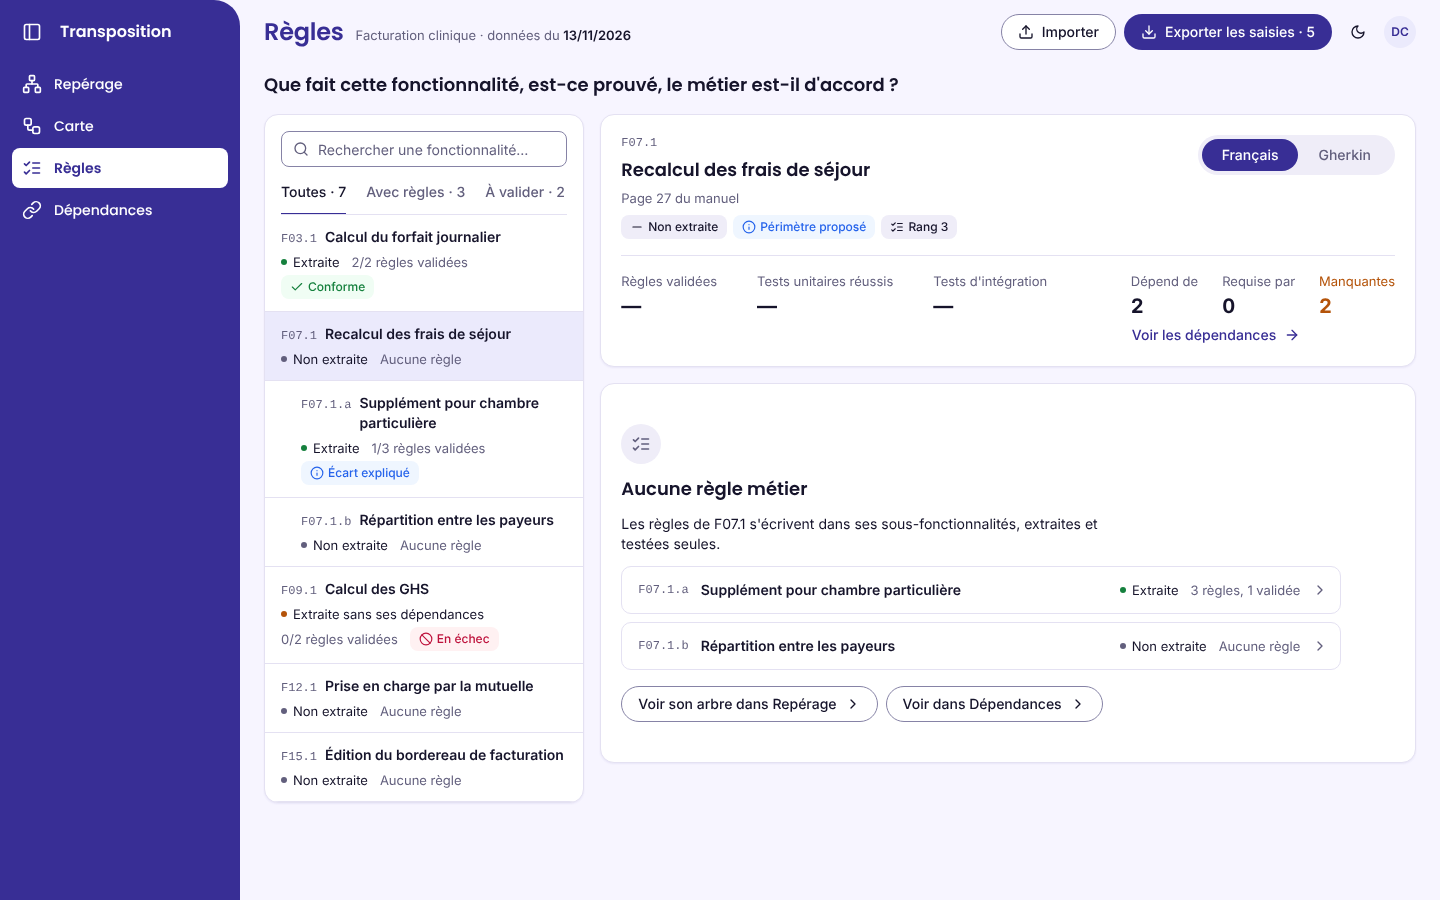 Transposition
Repérage
Carte
Règles
Dépendances
Règles
Facturation clinique · données du 13/11/2026
Importer
Exporter les saisies · 5
DC
Que fait cette fonctionnalité, est-ce prouvé, le métier est-il d'accord ?
Rechercher une fonctionnalité...
Toutes · 7
Avec règles · 3
À valider · 2
F03.1 Calcul du forfait journalier
Extraite 2/2 règles validées
Conforme
F07.1 Recalcul des frais de séjour
Non extraite Aucune règle
F07.1.a Supplément pour chambre
particulière
Extraite 1/3 règles validées
Écart expliqué
F07.1.b Répartition entre les payeurs
Non extraite Aucune règle
F09.1 Calcul des GHS
Extraite sans ses dépendances
0/2 règles validées En échec
F12.1 Prise en charge par la mutuelle
Non extraite Aucune règle
F15.1 Édition du bordereau de facturation
Non extraite Aucune règle
F07.1
Recalcul des frais de séjour
Page 27 du manuel
Non extraite Périmètre proposé Rang 3
Français Gherkin
Règles validées
—
Tests unitaires réussis
—
Tests d'intégration
—
Dépend de
2
Requise par
0
Manquantes
2
Voir les dépendances
Aucune règle métier
Les règles de F07.1 s'écrivent dans ses sous-fonctionnalités, extraites et
testées seules.
F07.1.a Supplément pour chambre particulière Extraite 3 règles, 1 validée
F07.1.b Répartition entre les payeurs Non extraite Aucune règle
Voir son arbre dans Repérage
Voir dans Dépendances